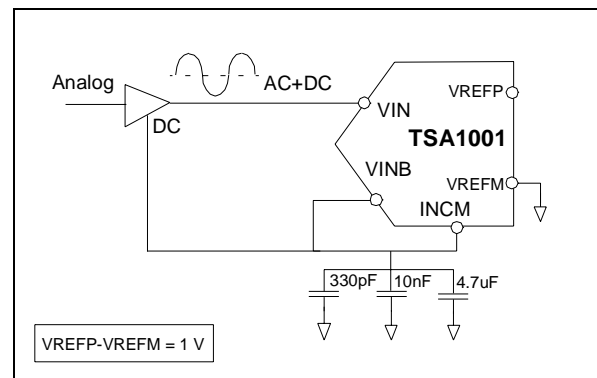 Analog
AC+DC
DC
VIN
VREFP
TSA1001
VINB
VREFM
INCM
330pF
10nF
4.7uF
VREFP-VREFM = 1 V